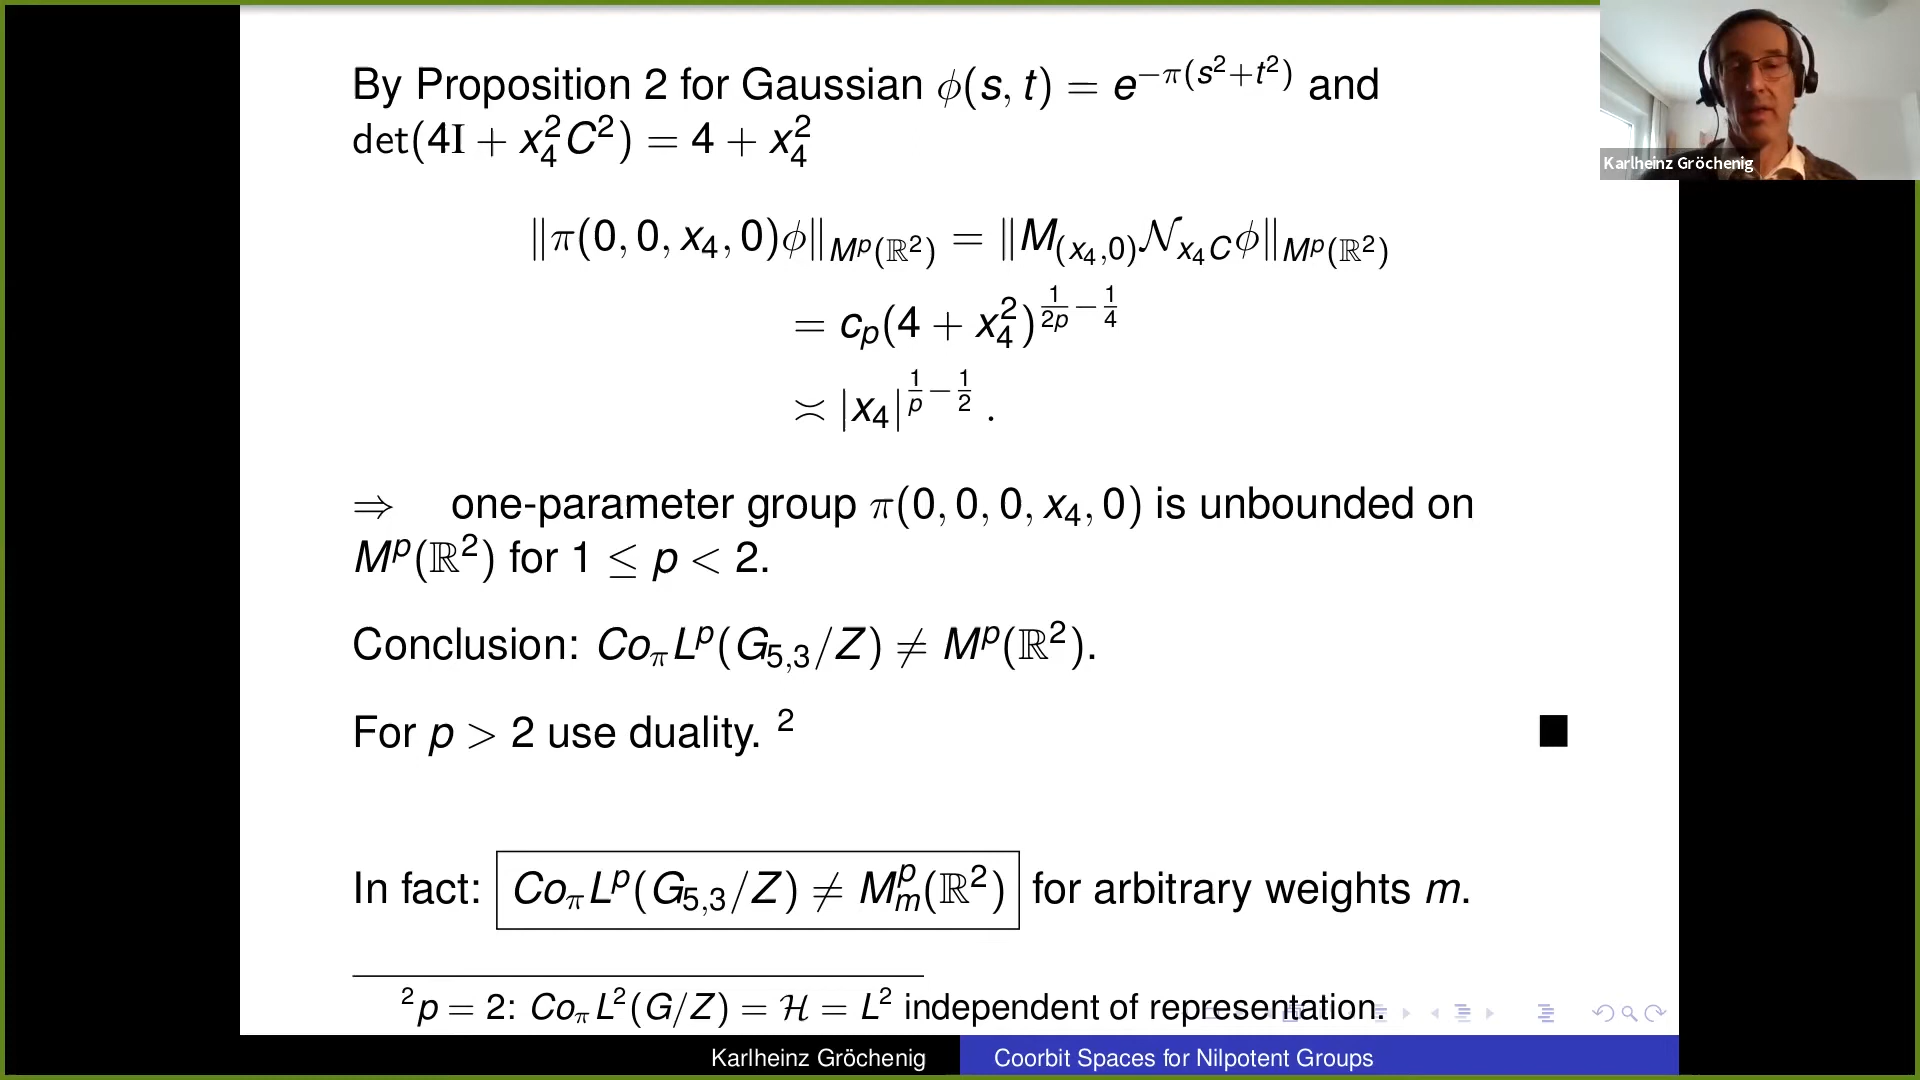 By Proposition 2 for Gaussian ϕ(s, t) = e^{−π(s²+t²)} and
det(4I + x₄²C²) = 4 + x₄²
‖π(0, 0, x₄, 0)ϕ‖_{M^p(ℝ²)} = ‖M_{(x₄,0)}𝒩_{x₄C}ϕ‖_{M^p(ℝ²)}
= c_p(4 + x₄²)^{1/2p − 1/4}
≍ |x₄|^{1/p − 1/2} .
⇒ one-parameter group π(0, 0, 0, x₄, 0) is unbounded on
M^p(ℝ²) for 1 ≤ p < 2.
Conclusion: Co_πL^p(G_{5,3}/Z) ≠ M^p(ℝ²).
For p > 2 use duality. ²
In fact: Co_πL^p(G_{5,3}/Z) ≠ M^p_m(ℝ²) for arbitrary weights m.
² p = 2: Co_πL²(G/Z) = ℋ = L² independent of representation.
Karlheinz Gröchenig Coorbit Spaces for Nilpotent Groups
Karlheinz Gröchenig